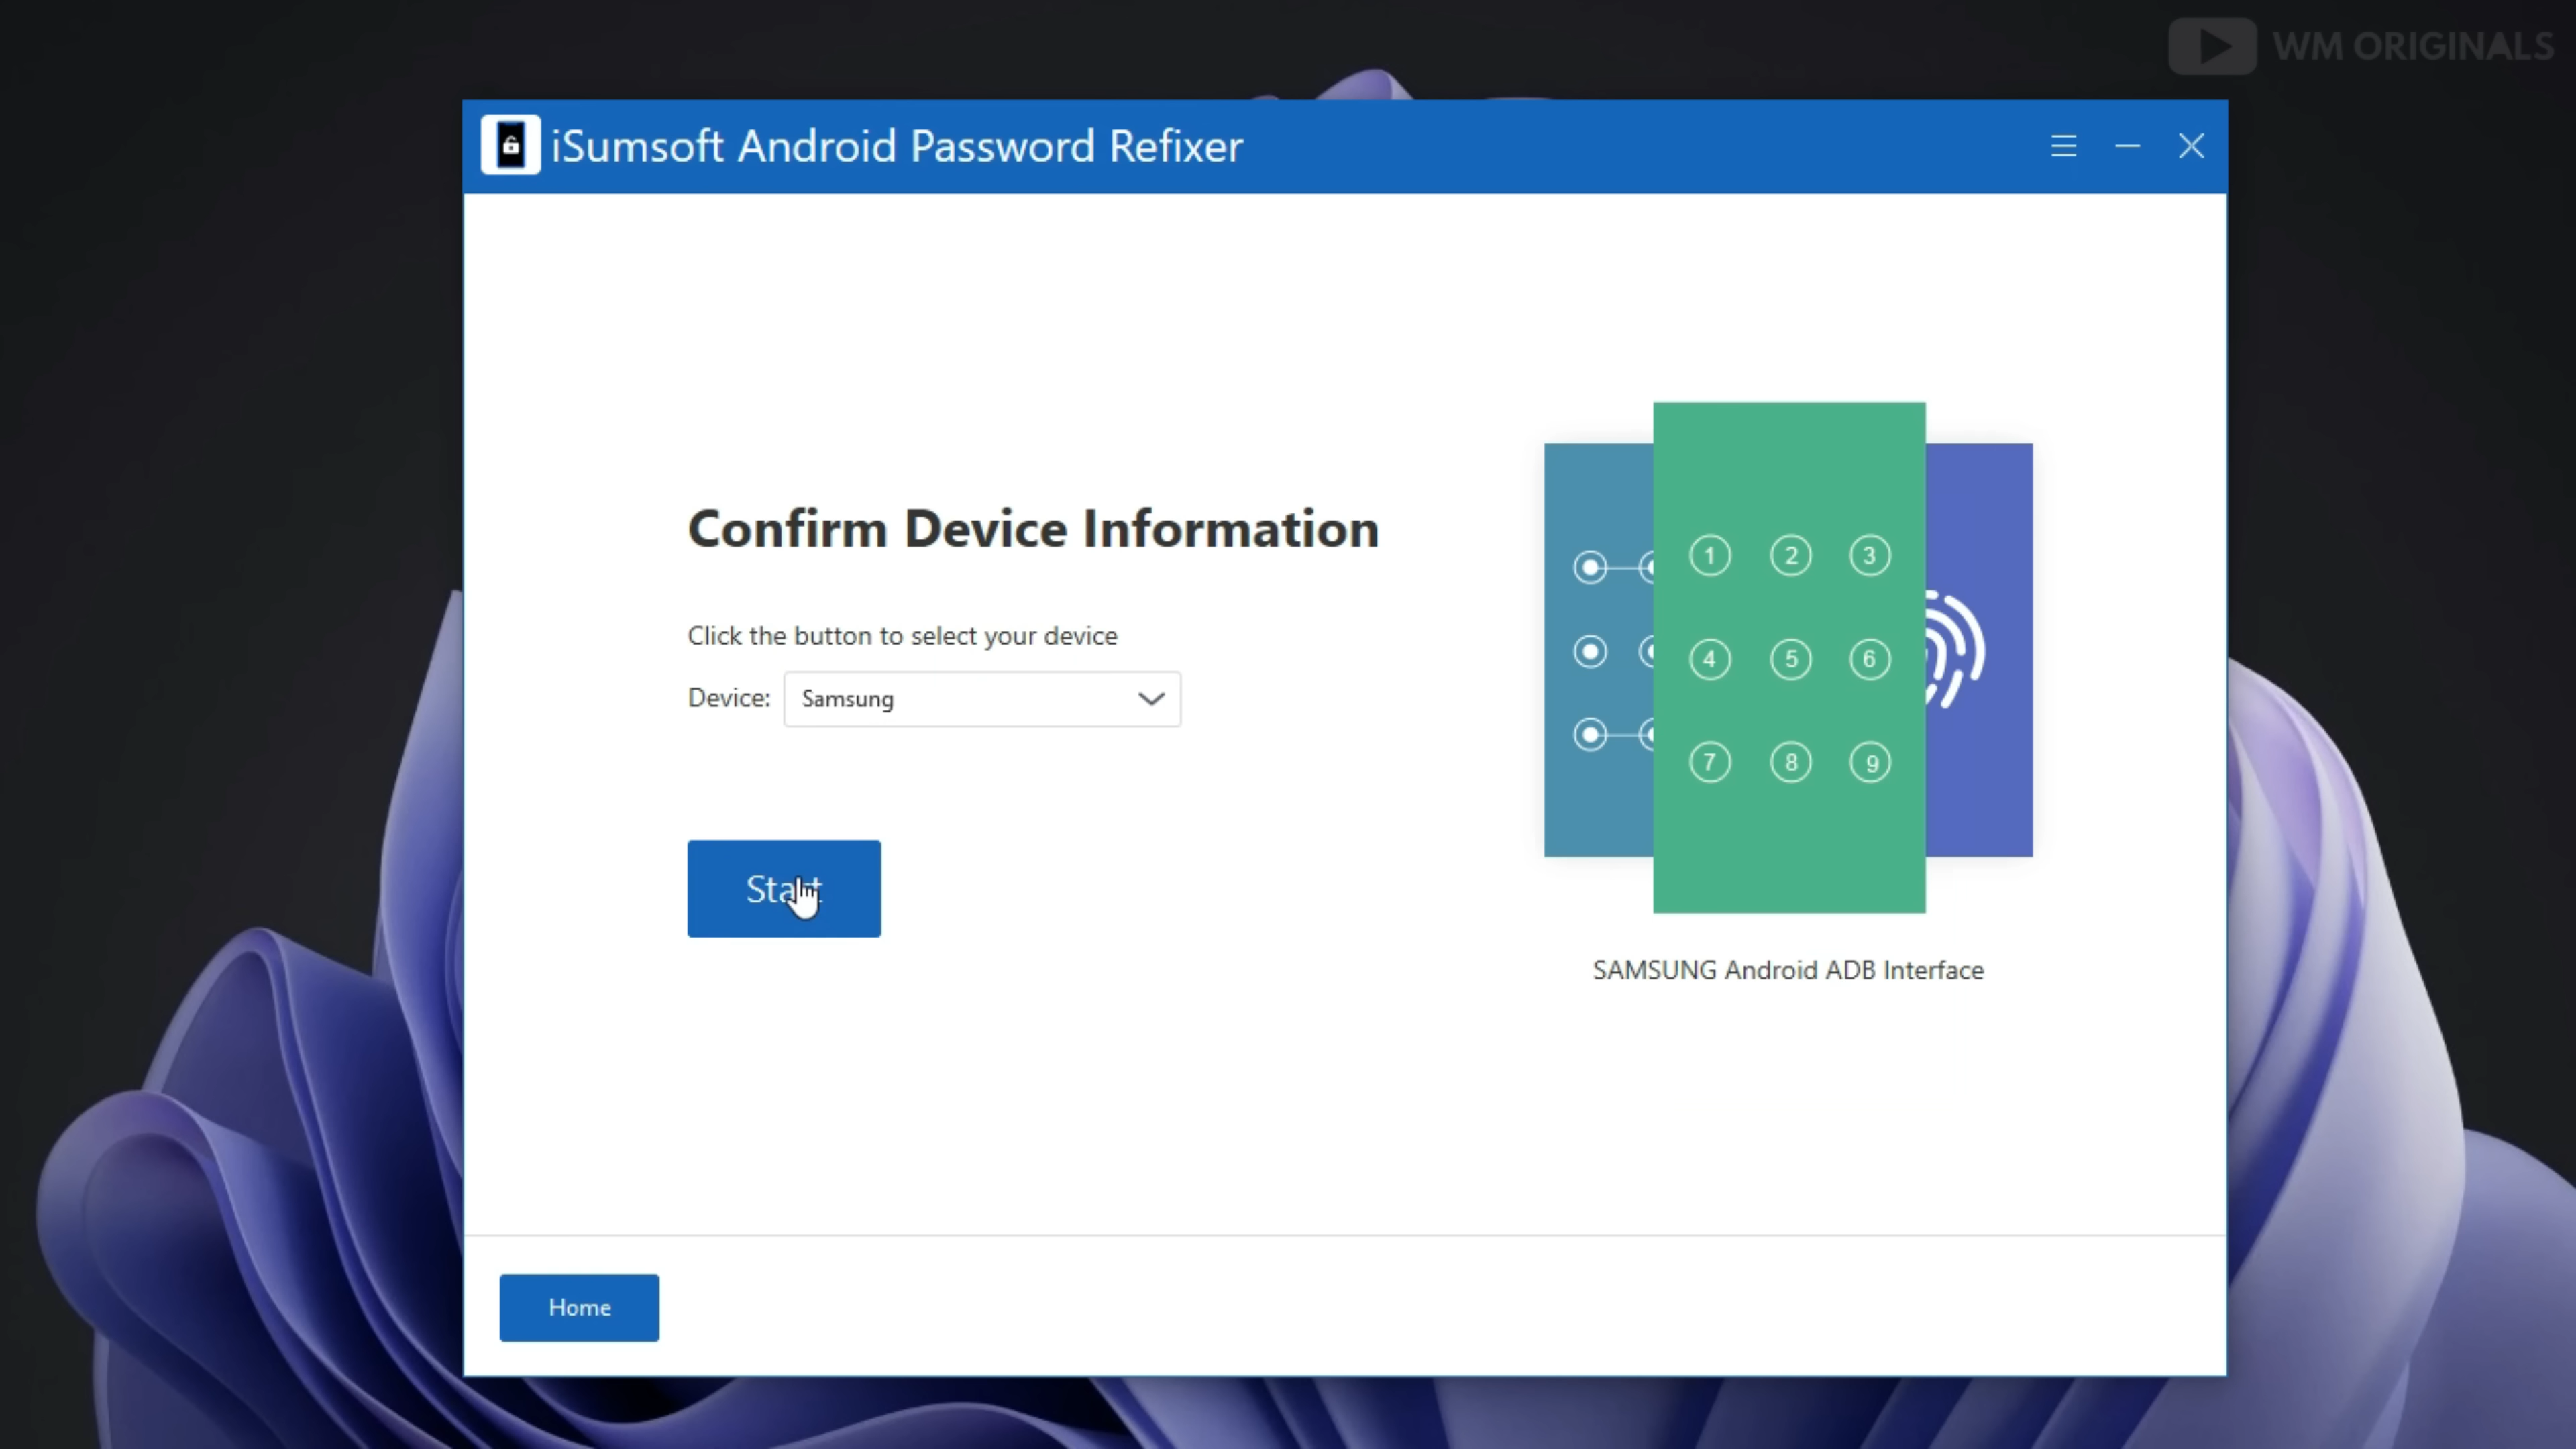 WM ORIGINALS
iSumsoft Android Password Refixer
Confirm Device Information
Click the button to select your device
Device: Samsung
Start
1 2 3
4 5 6
7 8 9
SAMSUNG Android ADB Interface
Home